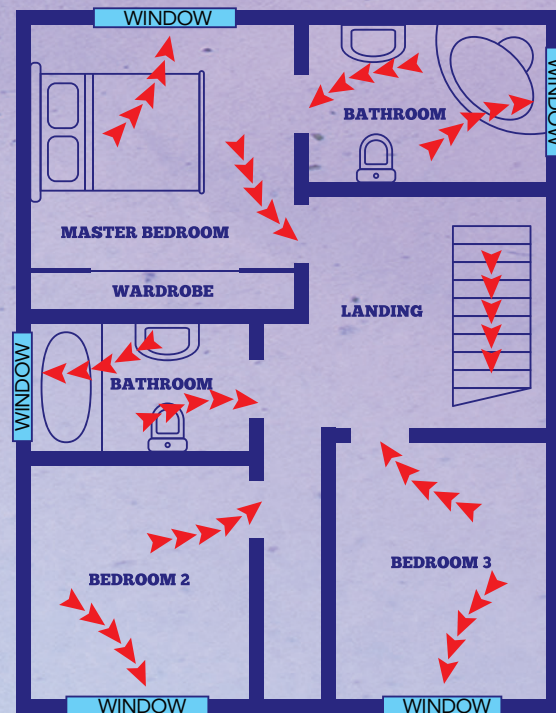 WINDOW
WINDOW
BATHROOM
MASTER BEDROOM
WARDROBE
LANDING
WINDOW
BATHROOM
BEDROOM 3
BEDROOM 2
WINDOW
WINDOW